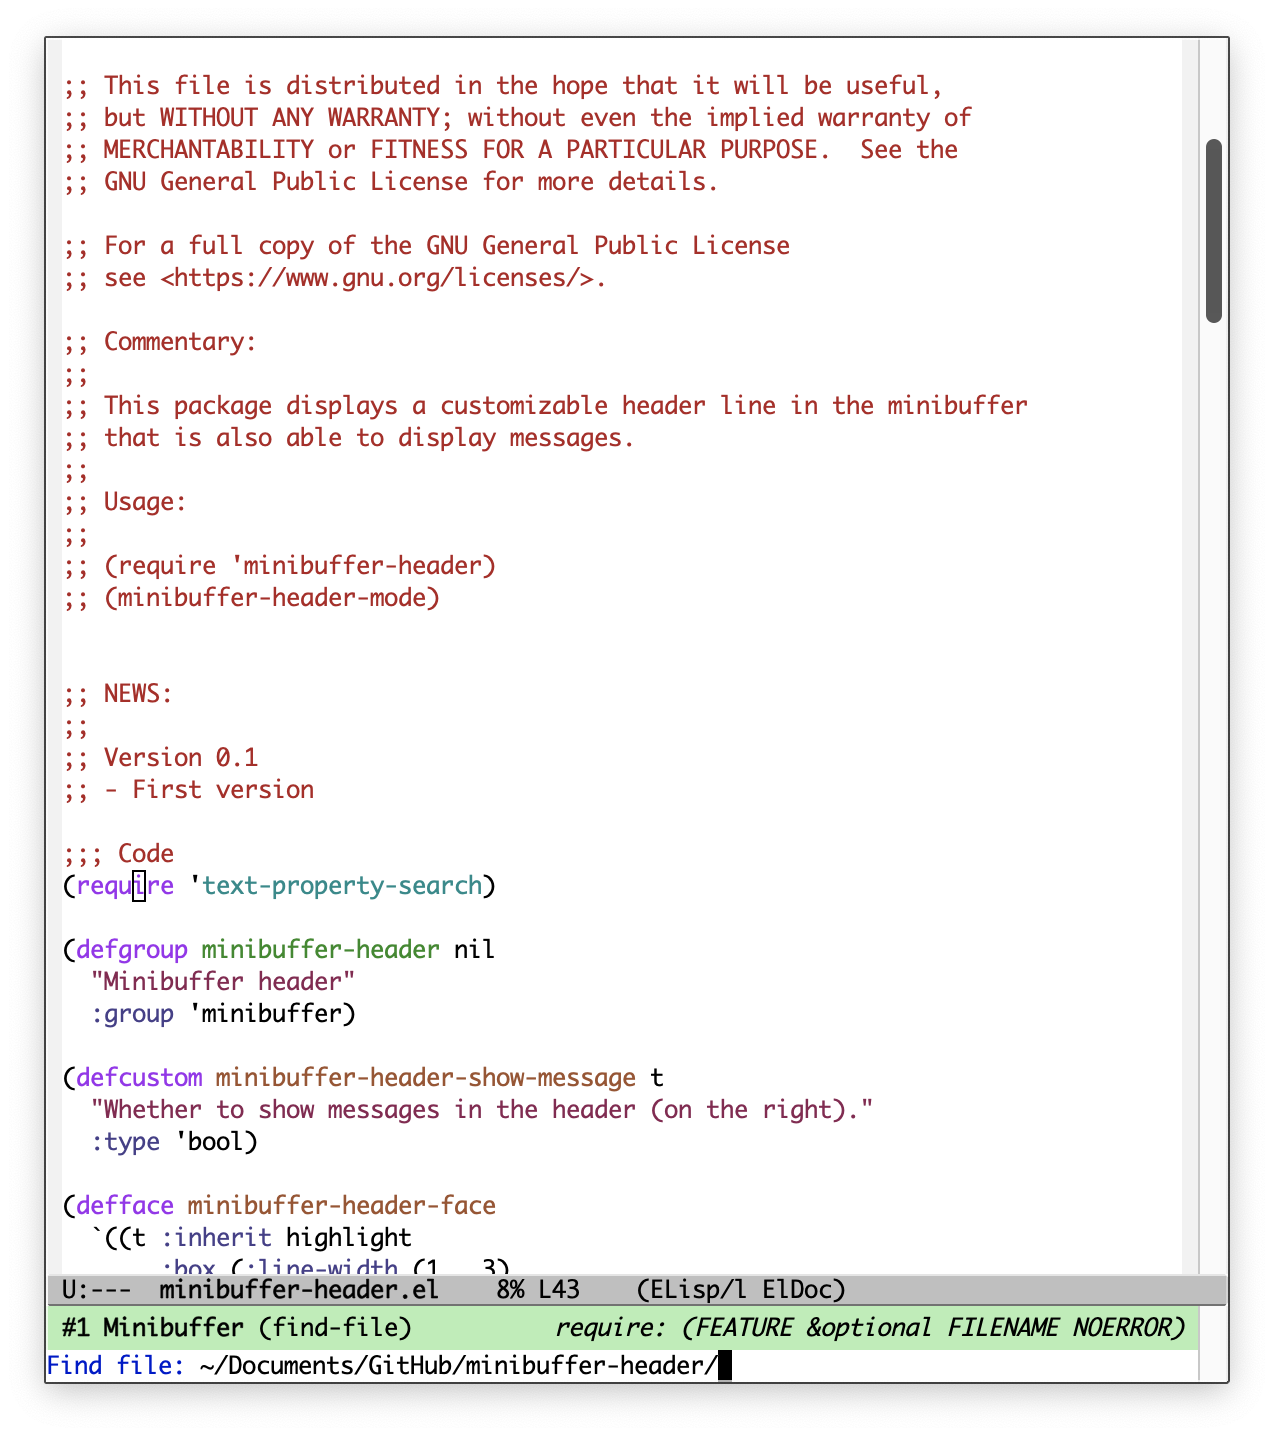 ;; This file is distributed in the hope that it will be useful,
;; but WITHOUT ANY WARRANTY; without even the implied warranty of
;; MERCHANTABILITY or FITNESS FOR A PARTICULAR PURPOSE.  See the
;; GNU General Public License for more details.
;; For a full copy of the GNU General Public License
;; see <https://www.gnu.org/licenses/>.
;; Commentary:
;;
;; This package displays a customizable header line in the minibuffer
;; that is also able to display messages.
;;
;; Usage:
;;
;; (require 'minibuffer-header)
;; (minibuffer-header-mode)
;; NEWS:
;;
;; Version 0.1
;; - First version
;;; Code
(require 'text-property-search)
(defgroup minibuffer-header nil
  "Minibuffer header"
  :group 'minibuffer)
(defcustom minibuffer-header-show-message t
  "Whether to show messages in the header (on the right)."
  :type 'bool)
(defface minibuffer-header-face
  `((t :inherit highlight
       :box (:line-width (1 . 3)
U:---  minibuffer-header.el    8% L43    (ELisp/l ElDoc)
#1 Minibuffer (find-file)          require: (FEATURE &optional FILENAME NOERROR)
Find file: ~/Documents/GitHub/minibuffer-header/